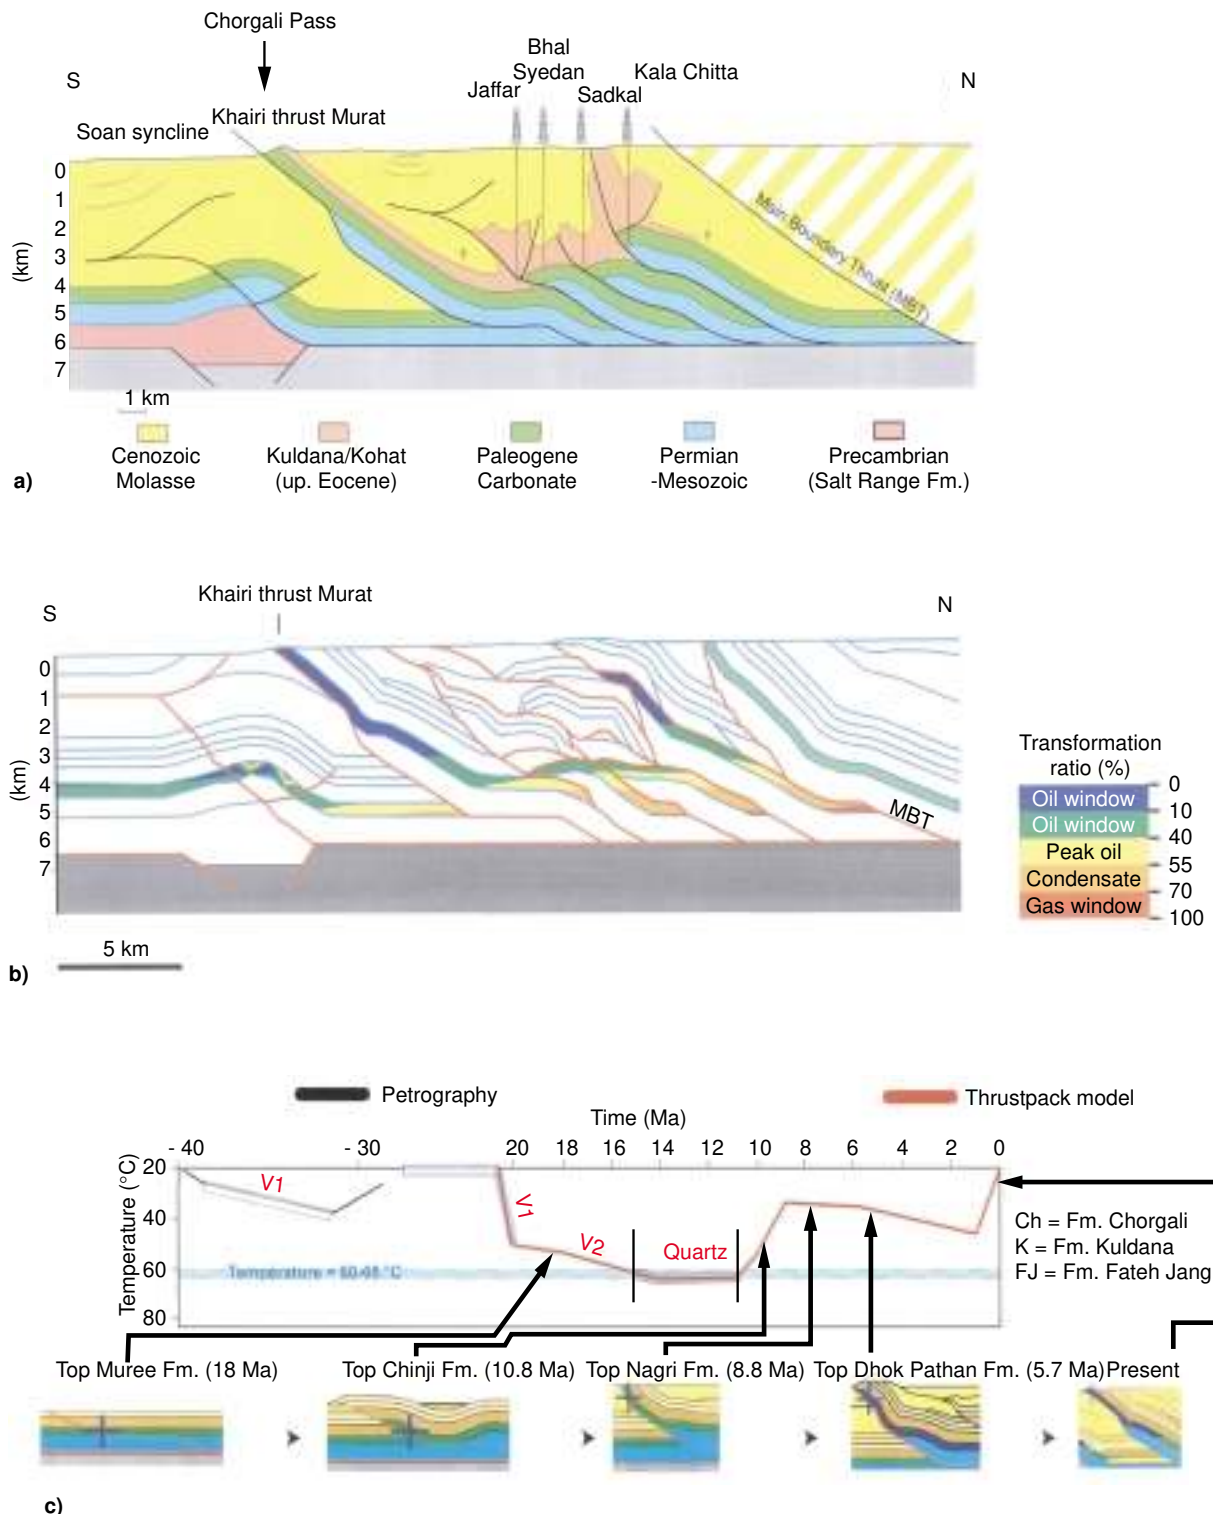 Chorgali Pass
S
Bhal
Syedan
Kala Chitta
N
Jaffar
Sadkal
Khairi thrust Murat
Soan syncline
0
1
2
3
4
5
6
7
(km)
Main Boundary Thrust (MBT)
1 km
Cenozoic
Molasse
Kuldana/Kohat
(up. Eocene)
Paleogene
Carbonate
Permian
-Mesozoic
Precambrian
(Salt Range Fm.)
a)
Khairi thrust Murat
S
N
0
1
2
3
4
5
6
7
(km)
MBT
Transformation
ratio (%)
0
Oil window
10
Oil window
40
Peak oil
55
Condensate
70
Gas window
100
5 km
b)
Petrography
Thrustpack model
Time (Ma)
- 40 - 30 20 18 16 14 12 10 8 6 4 2 0
Temperature (°C)
20
40
60
80
V1
V1
V2
Quartz
Temperature = 60-65 °C
Ch = Fm. Chorgali
K = Fm. Kuldana
FJ = Fm. Fateh Jang
Top Muree Fm. (18 Ma) Top Chinji Fm. (10.8 Ma) Top Nagri Fm. (8.8 Ma) Top Dhok Pathan Fm. (5.7 Ma) Present
c)